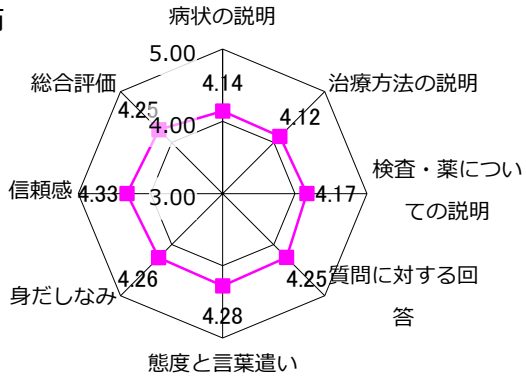 病状の説明
5.00
総合評価
4.14
治療方法の説明
4.25
4.00
4.12
検査・薬につい
ての説明
信頼感
4.33
3.00
4.17
身だしなみ
4.26
4.25
質問に対する回
答
4.28
態度と言葉遣い